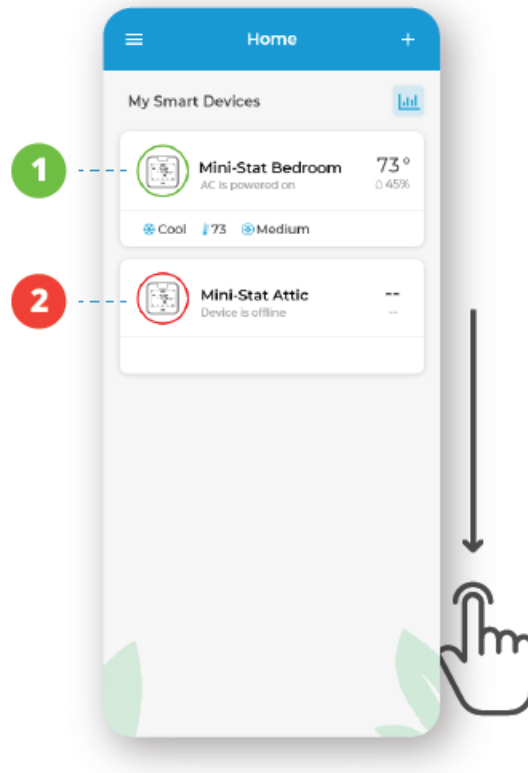 Home
My Smart Devices
1
Mini-Stat Bedroom 73°
AC is powered on 45%
Cool 73 Medium
2
Mini-Stat Attic --
Device is offline --